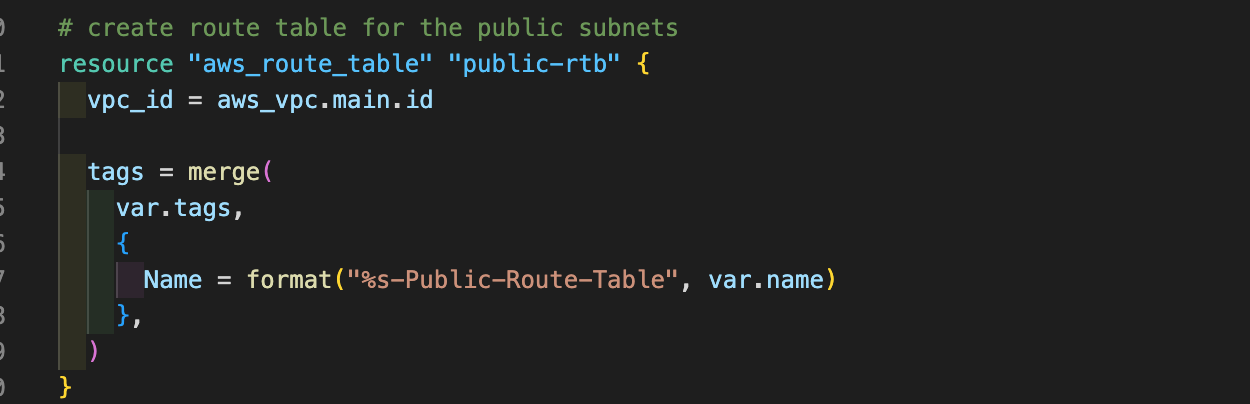 # create route table for the public subnets
resource "aws_route_table" "public-rtb" {
  vpc_id = aws_vpc.main.id

  tags = merge(
    var.tags,
    {
      Name = format("%s-Public-Route-Table", var.name)
    },
  )
}